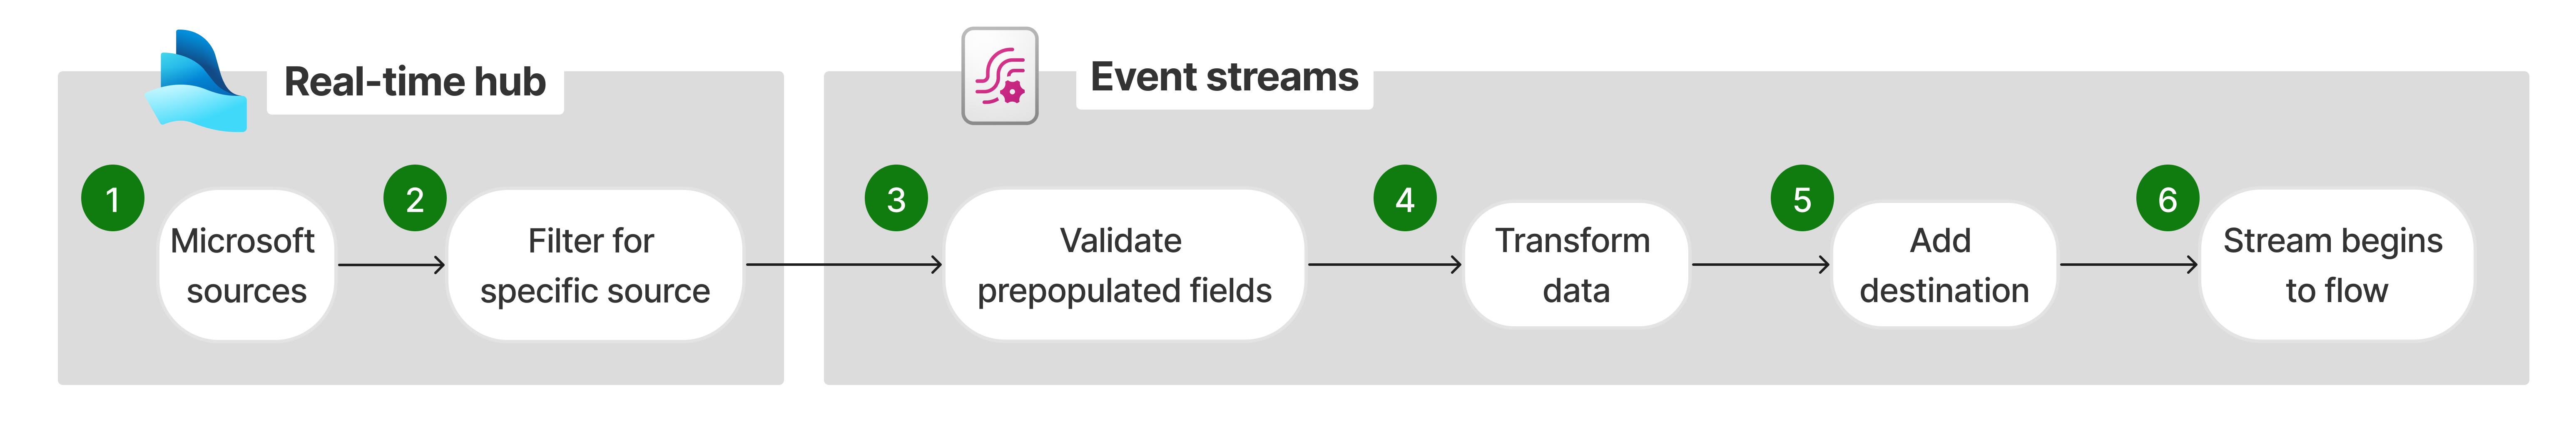 Real-time hub
Event streams
1
Microsoft
sources
2
Filter for
specific source
3
Validate
prepopulated fields
4
Transform
data
5
Add
destination
6
Stream begins
to flow